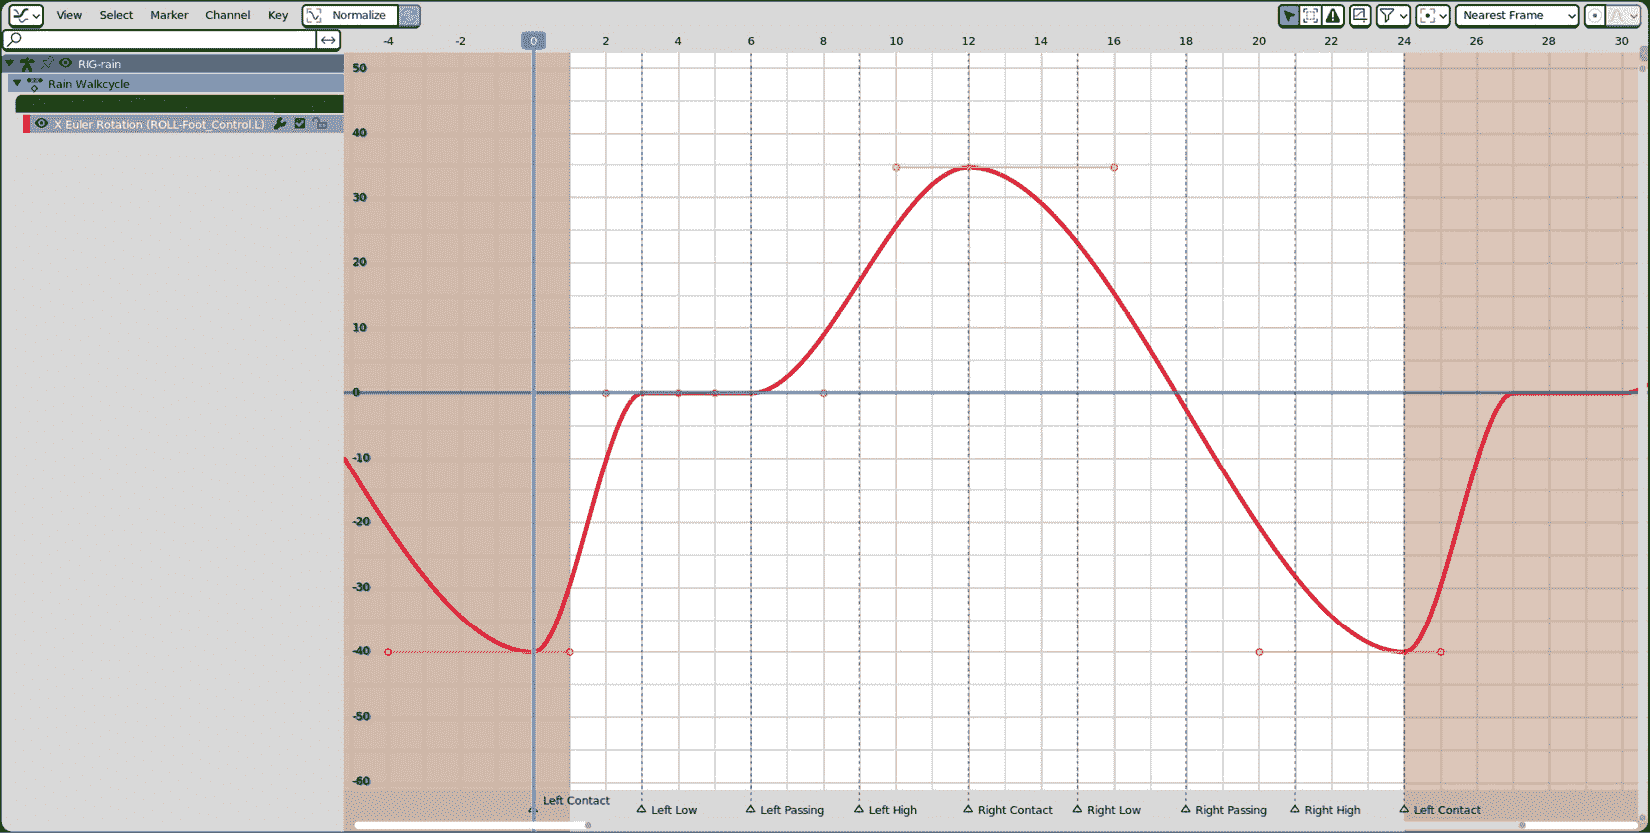 View Select Marker Channel Key Normalize Nearest Frame
-4 -2 0 2 4 6 8 10 12 14 16 18 20 22 24 26 28 30
RIG-rain
Rain Walkcycle
X Euler Rotation (ROLL-Foot_Control.L)
50
40
30
20
10
0
-10
-20
-30
-40
-50
-60
Left Contact Left Low Left Passing Left High Right Contact Right Low Right Passing Right High Left Contact